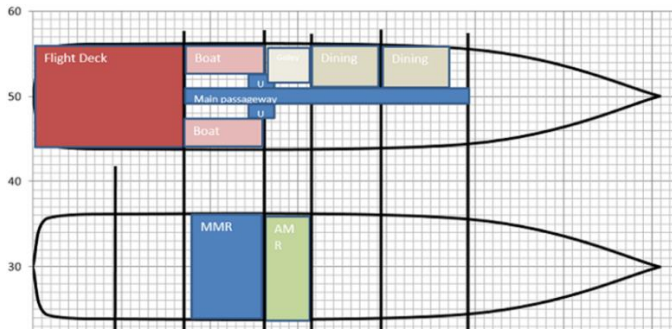 60
Flight Deck
Boat
Dining
Dining
U
50
Main passageway
U
Boat
40
MMR
AM
R
30